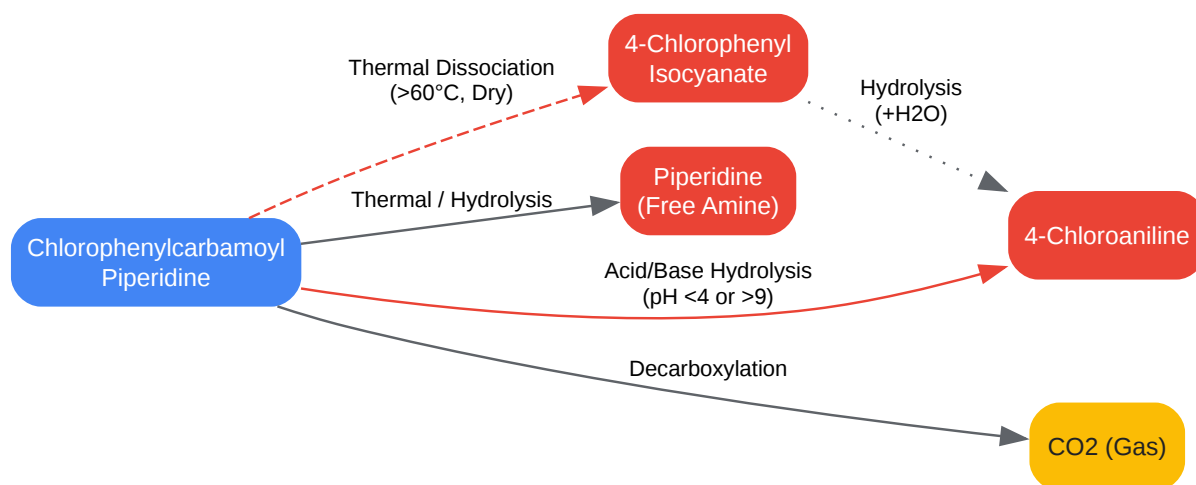 4-Chlorophenyl
Isocyanate
Thermal Dissociation
(>60°C, Dry)
Hydrolysis
(+H2O)
Piperidine
(Free Amine)
Thermal / Hydrolysis
4-Chloroaniline
Chlorophenylcarbamoyl
Piperidine
Acid/Base Hydrolysis
(pH <4 or >9)
Decarboxylation
CO2 (Gas)